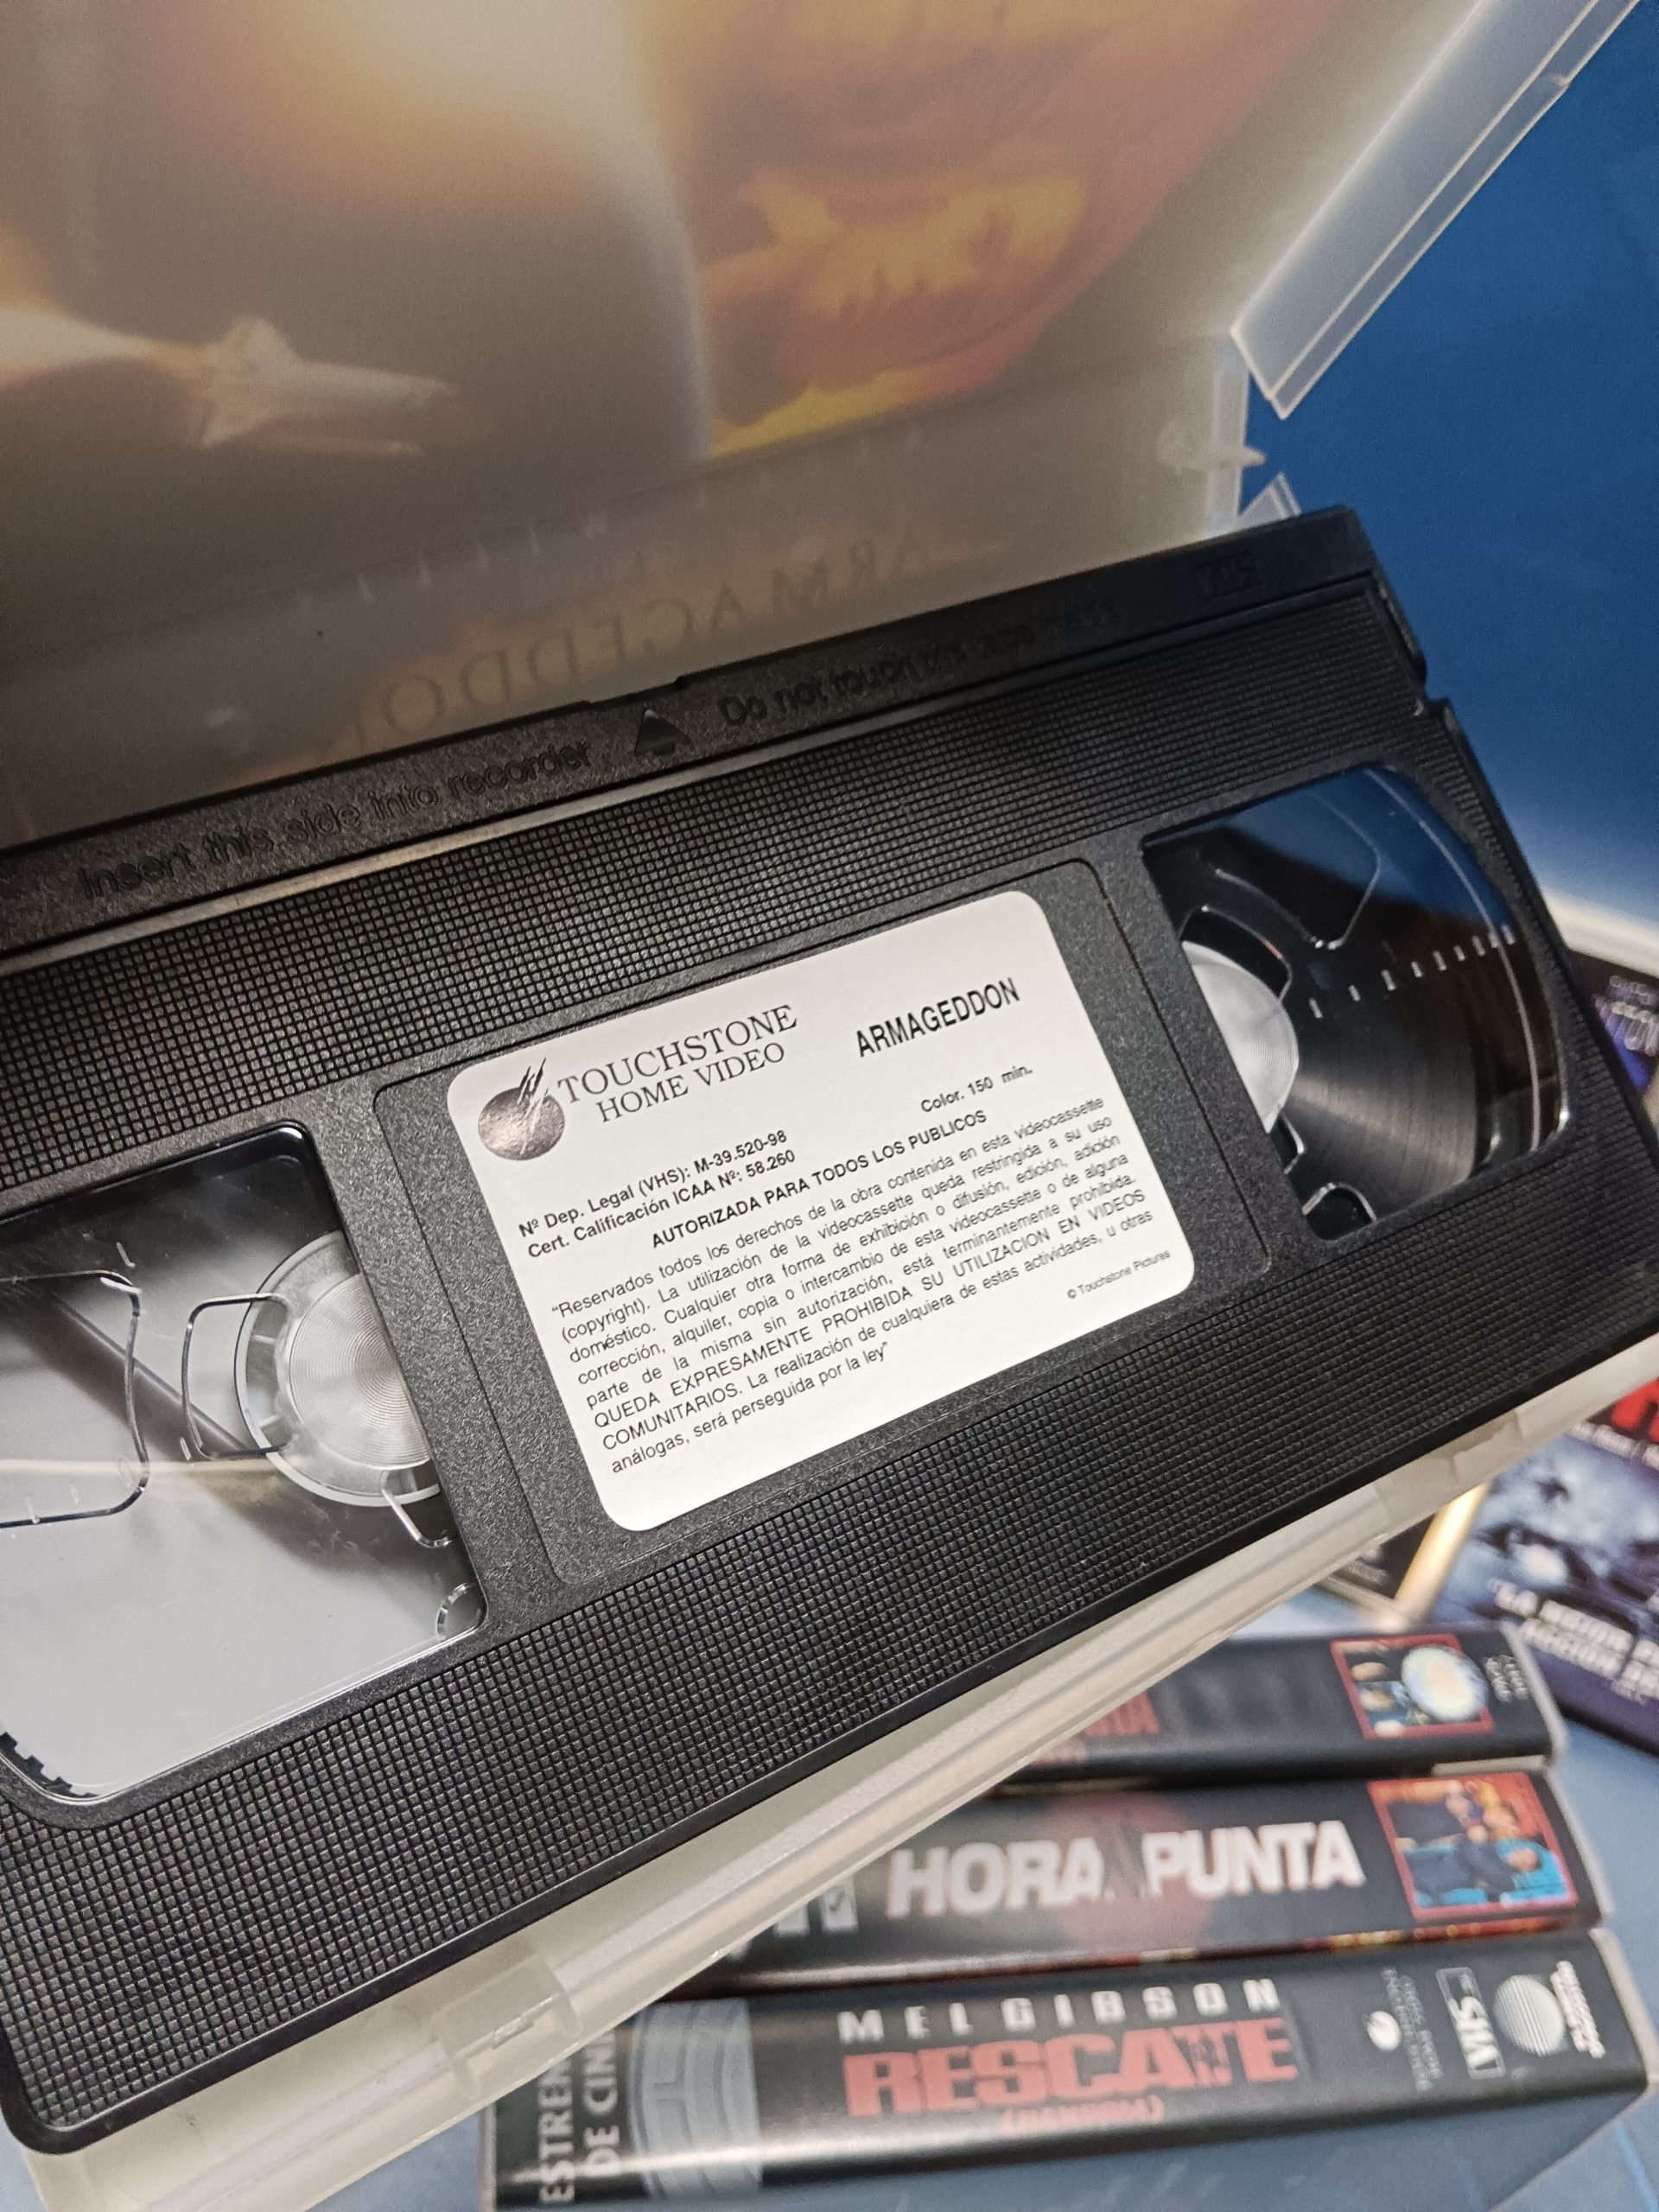 ARMAGEDDON
Insert this side into recorder
Do not touch the tape inside
VHS
TOUCHSTONE
HOME VIDEO
ARMAGEDDON
Nº Dep. Legal (VHS): M-39.520-98
Color. 150 min.
Cert. Calificación ICAA Nº: 58.260
AUTORIZADA PARA TODOS LOS PUBLICOS
“Reservados todos los derechos de la obra contenida en esta videocassette
(copyright). La utilización de la videocassette queda restringida a su uso
doméstico. Cualquier otra forma de exhibición o difusión, edición, adición
corrección, alquiler, copia o intercambio de esta videocassette o de alguna
parte de la misma sin autorización, está terminantemente prohibida.
QUEDA EXPRESAMENTE PROHIBIDA SU UTILIZACION EN VIDEOS
COMUNITARIOS. La realización de cualquiera de estas actividades, u otras
análogas, será perseguida por la ley”
© Touchstone Pictures
HORA PUNTA
ESTREN
DE CINE
MEL GIBSON
RESCATE
(RANSOM)
VHS